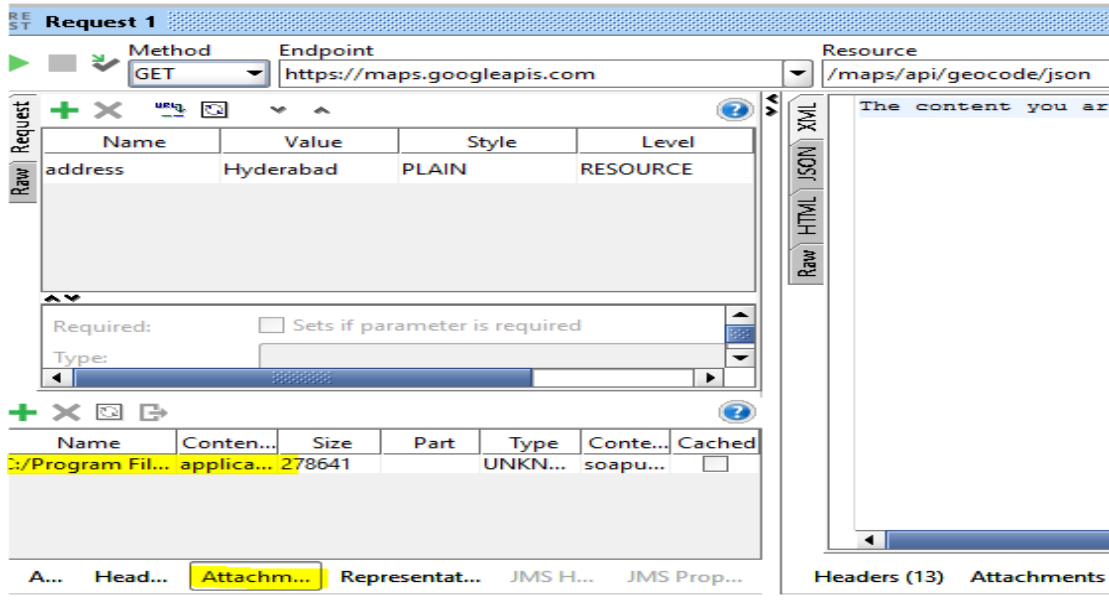 REST Request 1
Method Endpoint Resource
GET https://maps.googleapis.com /maps/api/geocode/json
Request
Raw
Name Value Style Level
address Hyderabad PLAIN RESOURCE
Required: Sets if parameter is required
Type:
Name Conten... Size Part Type Conte... Cached
:/Program Fil... applica... 278641 UNKN... soapu...
A... Head... Attachm... Representat... JMS H... JMS Prop...
XML
JSON
HTML
Raw
The content you ar
Headers (13) Attachments